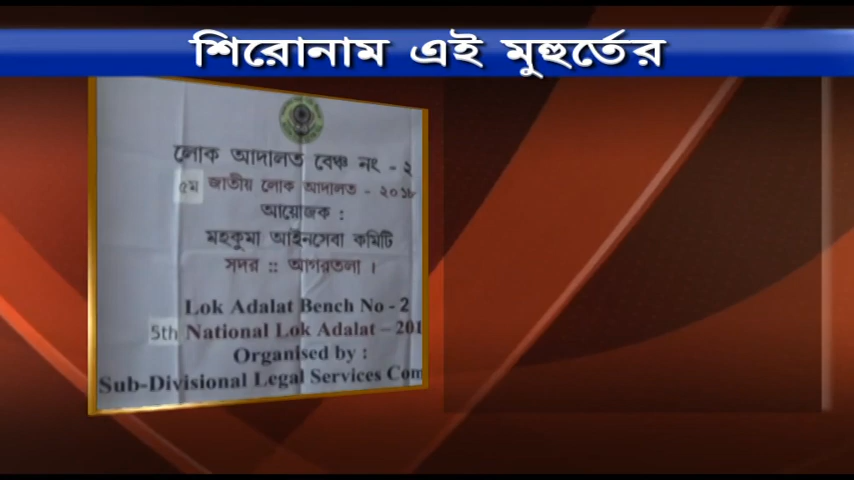 শিরোনাম এই মুহুর্তের
লোক আদালত বেঞ্চ নং - ২
৫ম জাতীয় লোক আদালত - ২০১৮
আয়োজক :
মহকুমা আইনসেবা কমিটি
সদর :: আগরতলা ।
Lok Adalat Bench No - 2
5th National Lok Adalat – 201
Organised by :
Sub-Divisional Legal Services Com